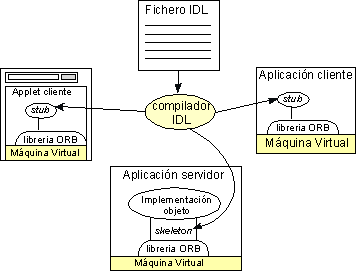 Fichero IDL
Applet cliente
stub
libreria ORB
Máquina Virtual
compilador
IDL
Aplicación cliente
stub
libreria ORB
Máquina Virtual
Aplicación servidor
Implementación
objeto
skeleton
libreria ORB
Máquina Virtual